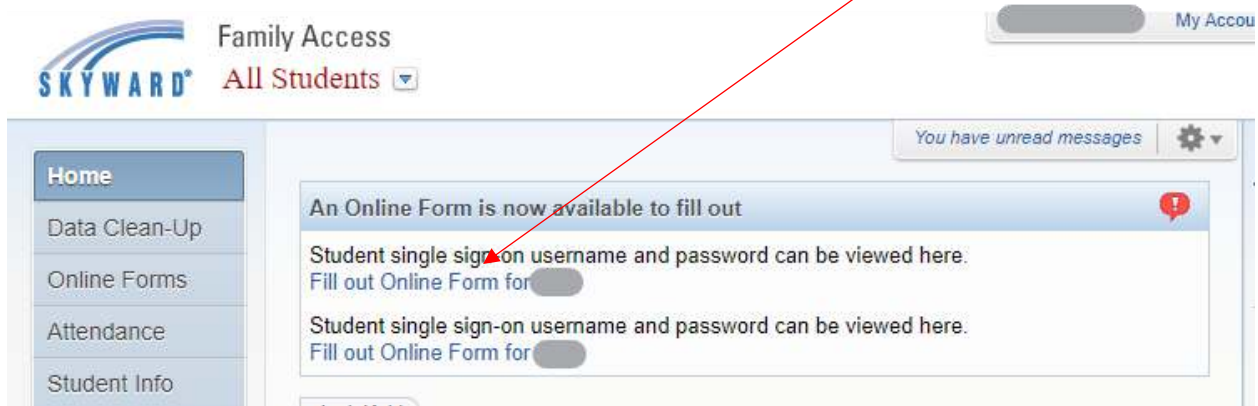 Family Access
My Accou
SKYWARD®
All Students
You have unread messages
Home
Data Clean-Up
Online Forms
Attendance
Student Info
An Online Form is now available to fill out
Student single sign-on username and password can be viewed here.
Fill out Online Form for
Student single sign-on username and password can be viewed here.
Fill out Online Form for